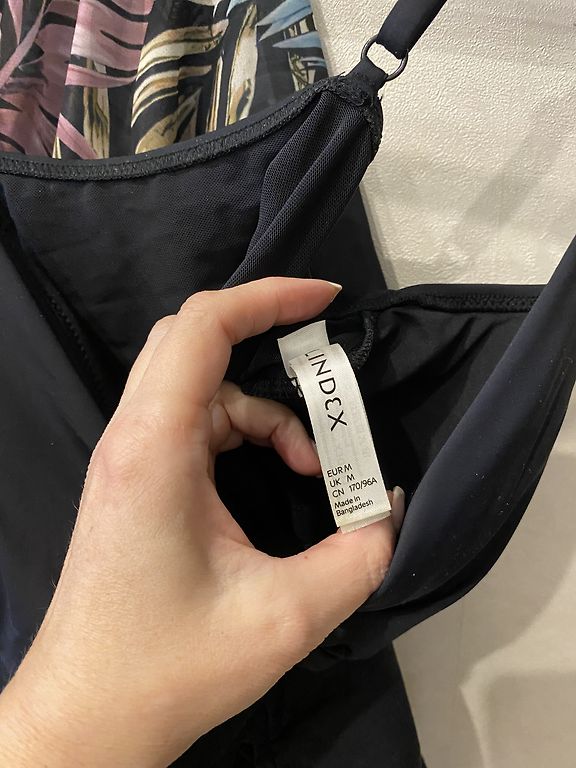 LINDEX
EUR M
UK M
CN 170/96A
Made in
Bangladesh